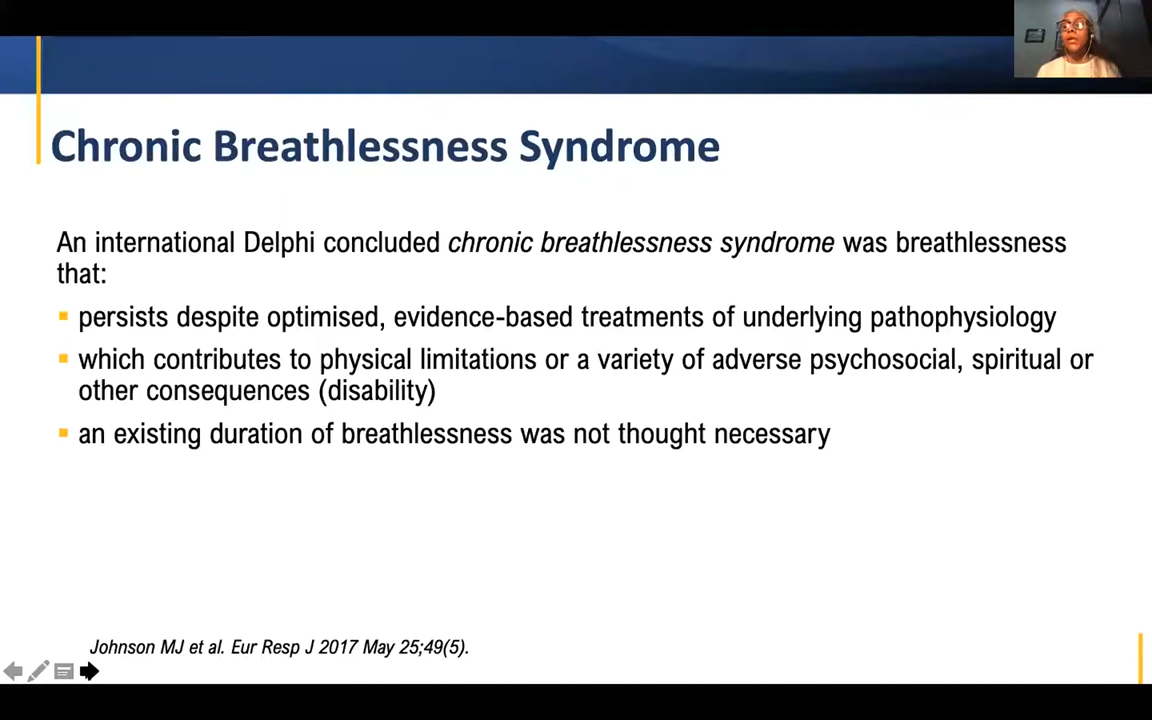 Chronic Breathlessness Syndrome
An international Delphi concluded chronic breathlessness syndrome was breathlessness
that:
persists despite optimised, evidence-based treatments of underlying pathophysiology
which contributes to physical limitations or a variety of adverse psychosocial, spiritual or
other consequences (disability)
an existing duration of breathlessness was not thought necessary
Johnson MJ et al. Eur Resp J 2017 May 25;49(5).